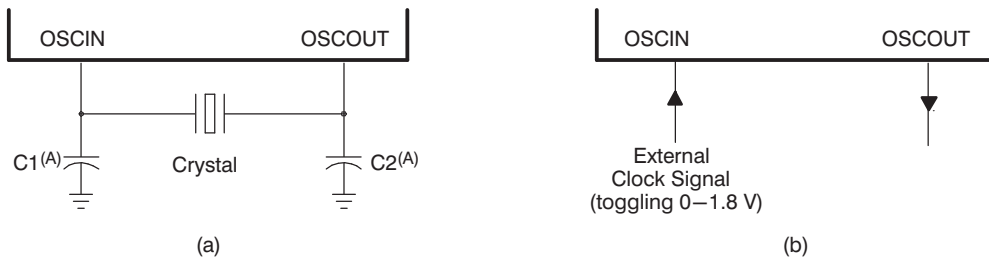 OSCIN OSCOUT
C1(A) Crystal C2(A)
(a)
OSCIN OSCOUT
External
Clock Signal
(toggling 0–1.8 V)
(b)